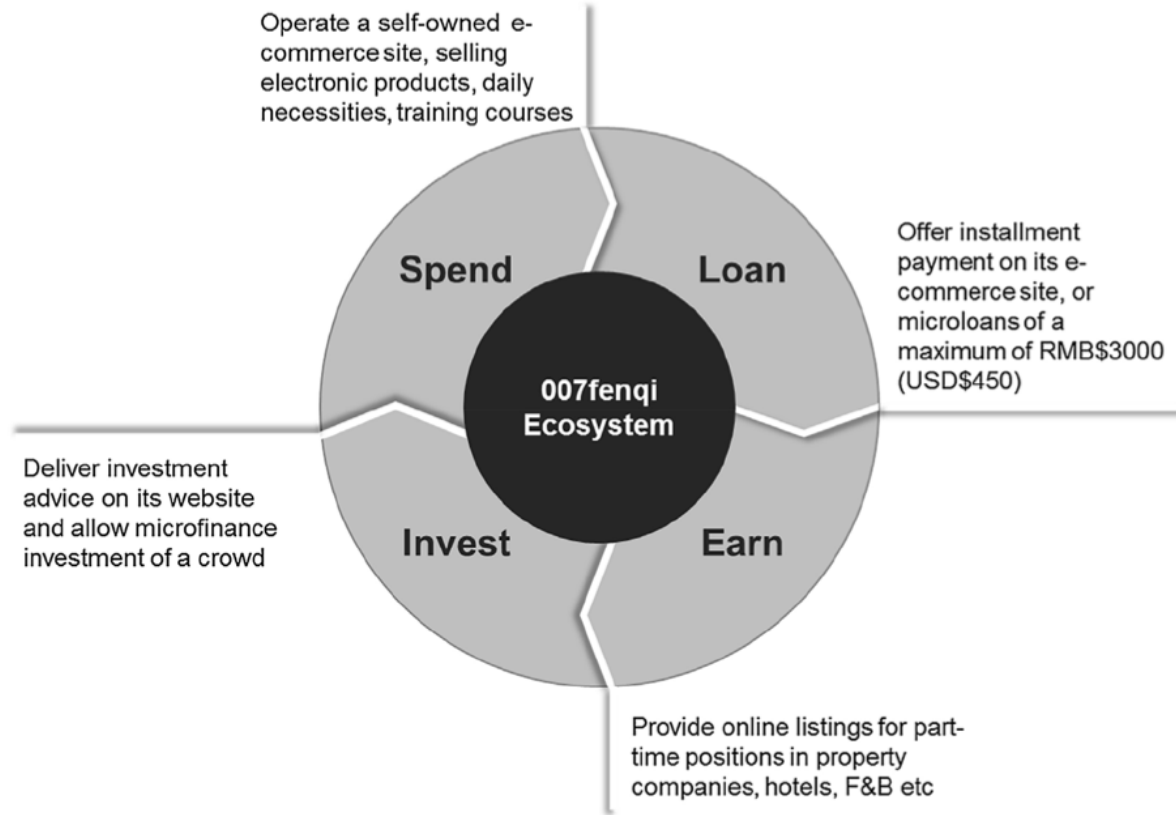 Operate a self-owned e-
commerce site, selling
electronic products, daily
necessities, training courses
Spend
Loan
Offer installment
payment on its e-
commerce site, or
microloans of a
maximum of RMB$3000
(USD$450)
007fenqi
Ecosystem
Deliver investment
advice on its website
and allow microfinance
investment of a crowd
Invest
Earn
Provide online listings for part-
time positions in property
companies, hotels, F&B etc